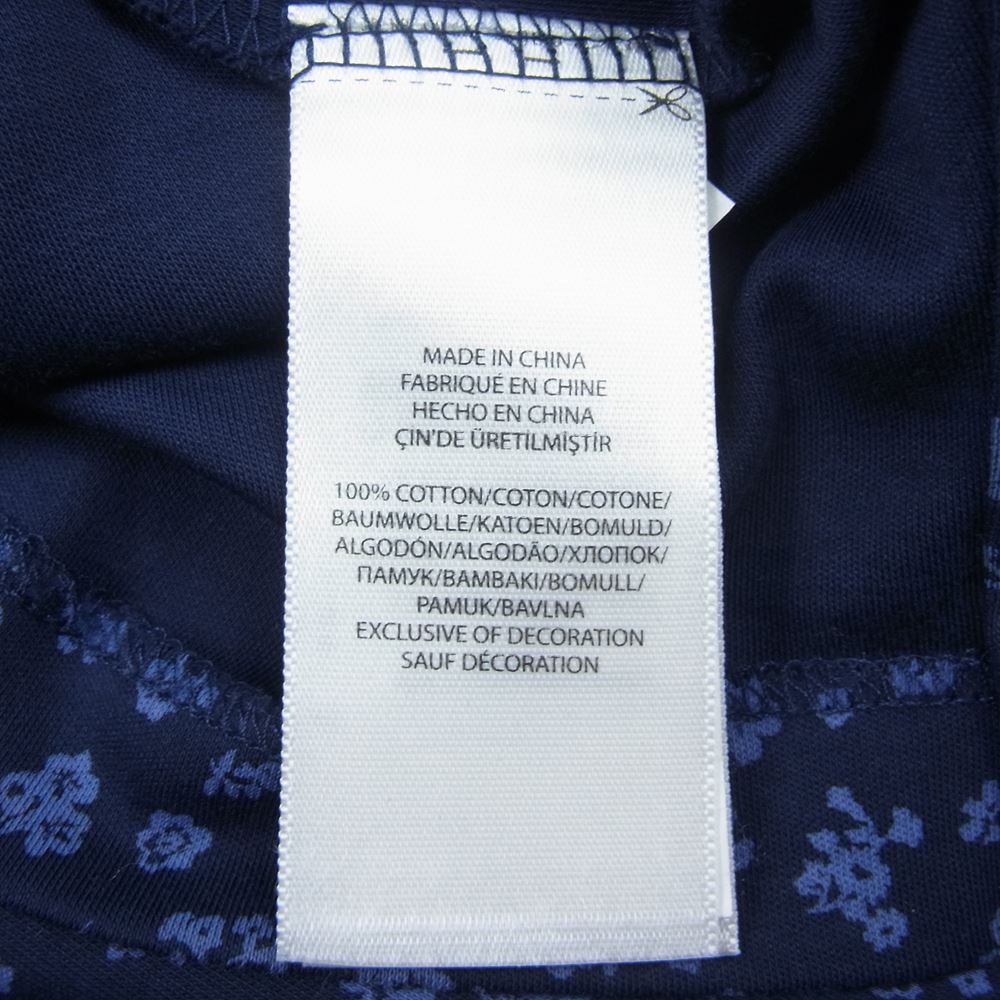 MADE IN CHINA
FABRIQUÉ EN CHINE
HECHO EN CHINA
ÇIN'DE ÜRETILMIŞTIR
100% COTTON/COTON/COTONE/
BAUMWOLLE/KATOEN/BOMULD/
ALGODÓN/ALGODÃO/ХЛОПОК/
ПАМУК/BAMBAKI/BOMULL/
PAMUK/BAVLNA
EXCLUSIVE OF DECORATION
SAUF DÉCORATION